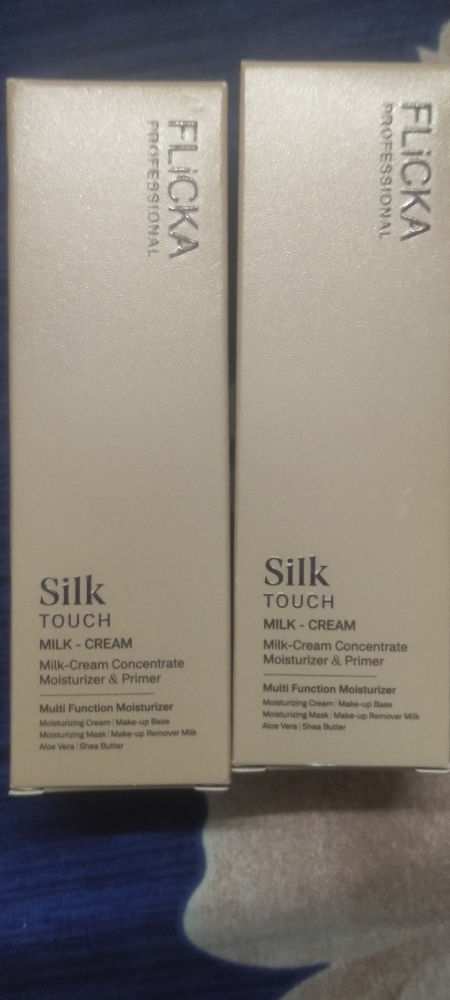 FLiCKA
PROFESSIONAL
Silk
TOUCH
MILK - CREAM
Milk-Cream Concentrate
Moisturizer & Primer
Multi Function Moisturizer
Moisturizing Cream | Make-up Base
Moisturizing Mask | Make-up Remover Milk
Aloe Vera | Shea Butter
FLiCKA
PROFESSIONAL
Silk
TOUCH
MILK - CREAM
Milk-Cream Concentrate
Moisturizer & Primer
Multi Function Moisturizer
Moisturizing Cream | Make-up Base
Moisturizing Mask | Make-up Remover Milk
Aloe Vera | Shea Butter